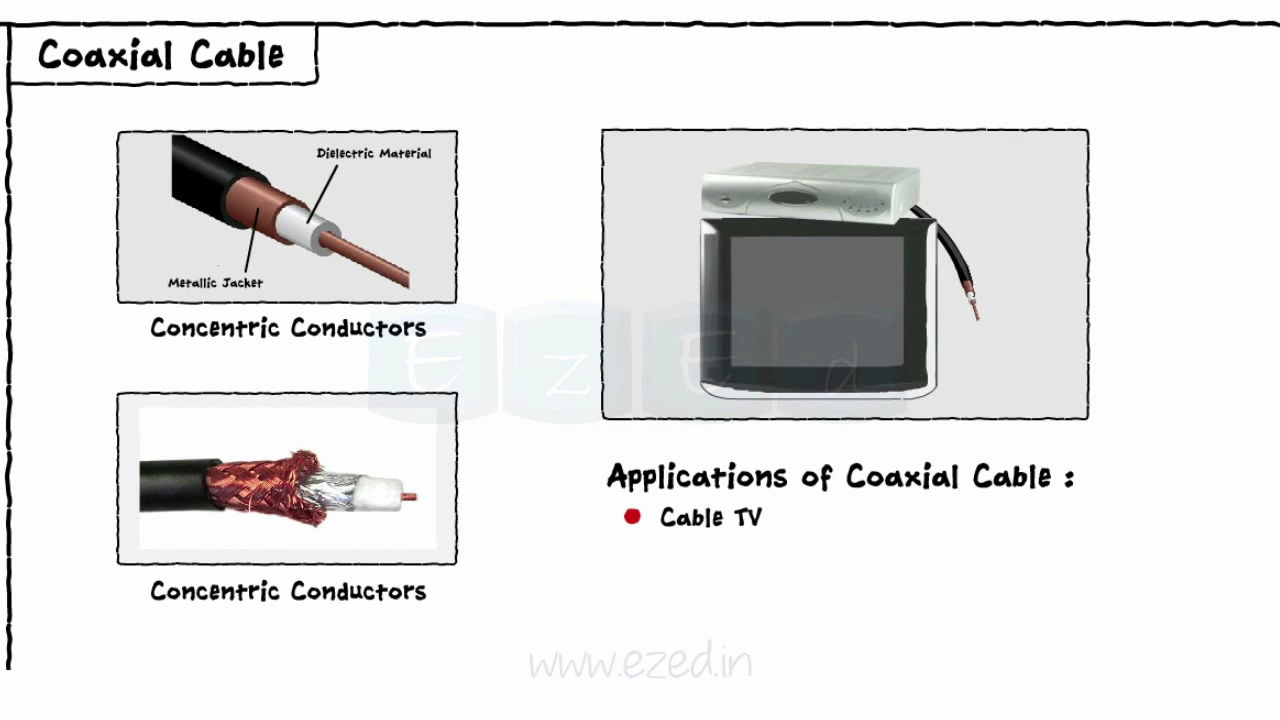 Coaxial Cable
Dielectric Material
Metallic Jacket
Concentric Conductors
Concentric Conductors
EzEd
Applications of Coaxial Cable :
Cable TV
www.ezed.in